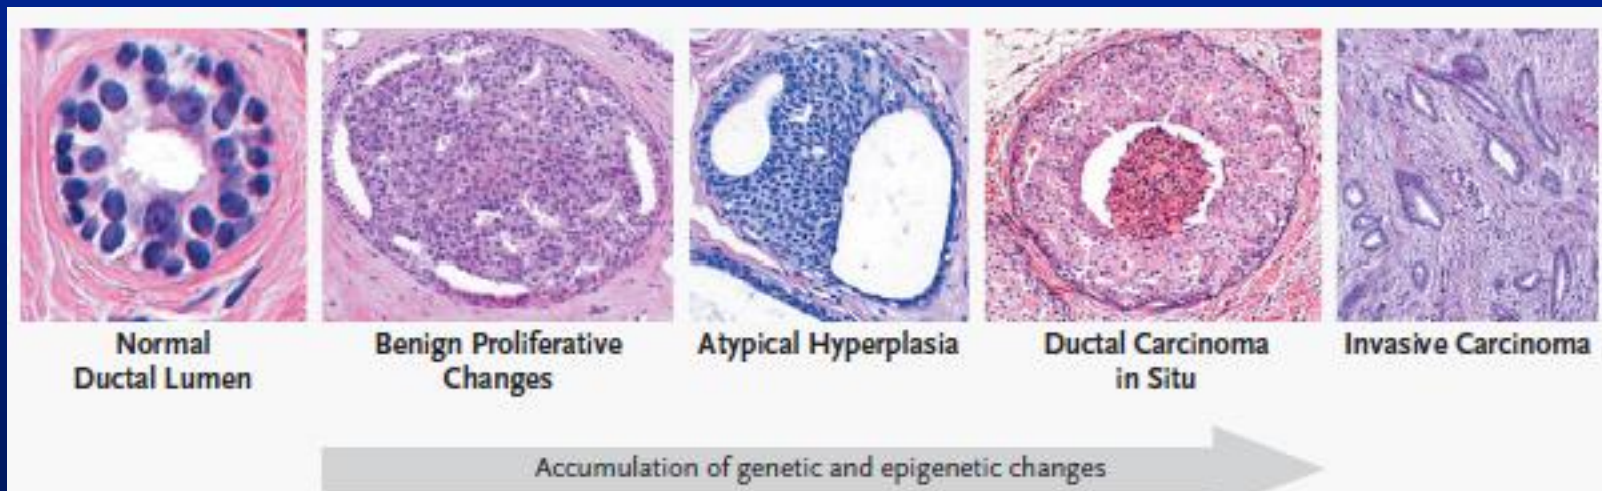 Normal
Ductal Lumen
Benign Proliferative
Changes
Atypical Hyperplasia
Ductal Carcinoma
in Situ
Invasive Carcinoma
Accumulation of genetic and epigenetic changes